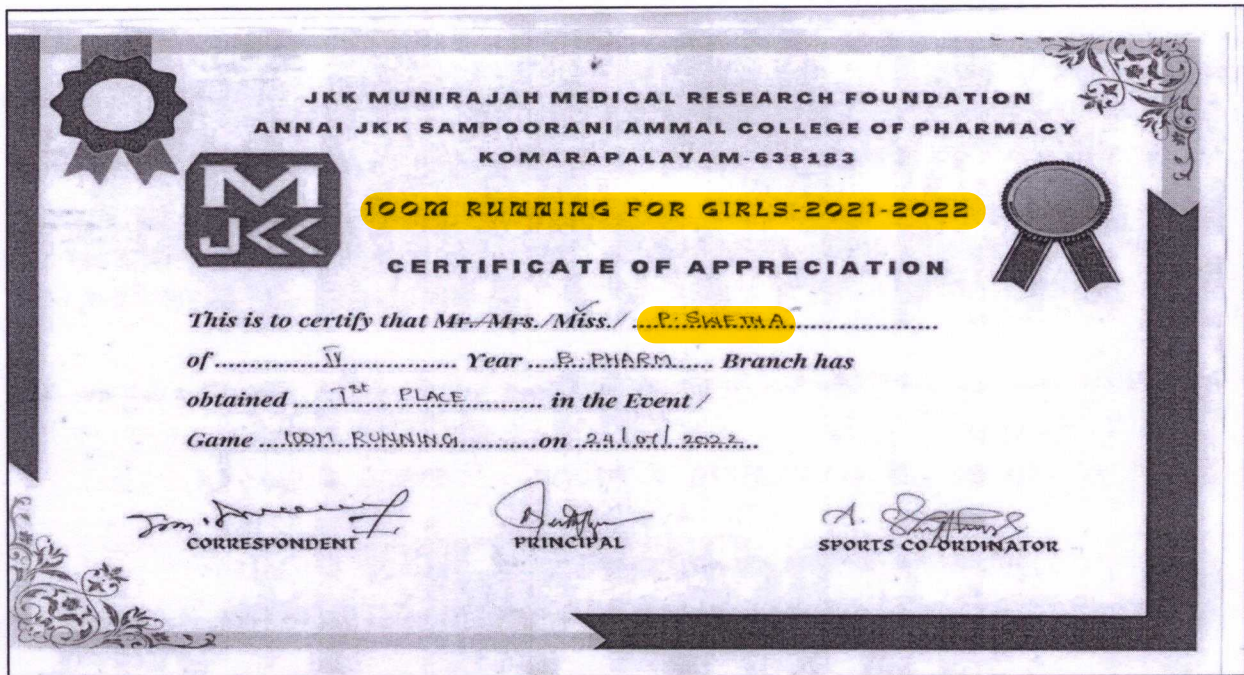 JKK MUNIRAJAH MEDICAL RESEARCH FOUNDATION
ANNAI JKK SAMPOORANI AMMAL COLLEGE OF PHARMACY
KOMARAPALAYAM-638183
M
JKK
100M RUNNING FOR GIRLS-2021-2022
CERTIFICATE OF APPRECIATION
This is to certify that Mr./Mrs./Miss./ P. SWETHA
of IV Year B.PHARM Branch has
obtained 1st PLACE in the Event /
Game 100M RUNNING on 24/07/2022
CORRESPONDENT PRINCIPAL SPORTS CO-ORDINATOR